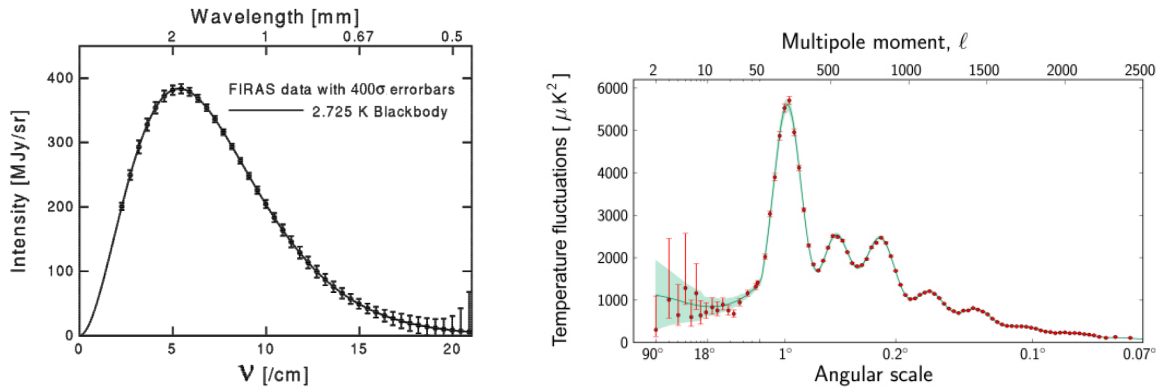 Wavelength [mm]
2 1 0.67 0.5
400
300
200
100
0
Intensity [MJy/sr]
FIRAS data with 400σ errorbars
2.725 K Blackbody
0 5 10 15 20
ν [/cm]
Multipole moment, ℓ
2 10 50 500 1000 1500 2000 2500
6000
5000
4000
3000
2000
1000
0
Temperature fluctuations [ μK² ]
90° 18° 1° 0.2° 0.1° 0.07°
Angular scale